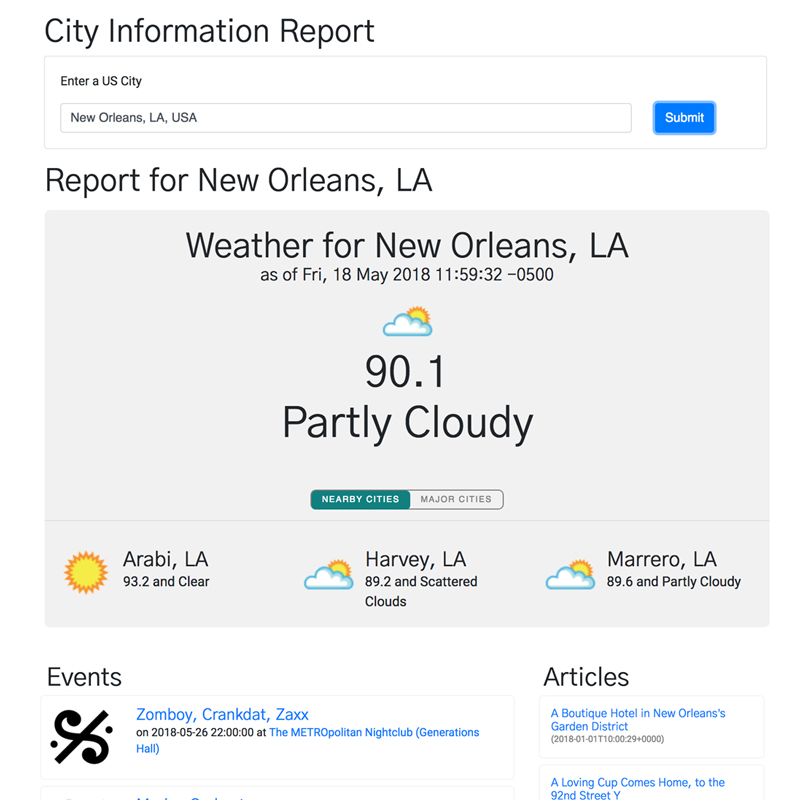 City Information Report
Enter a US City
New Orleans, LA, USA
Submit
Report for New Orleans, LA
Weather for New Orleans, LA
as of Fri, 18 May 2018 11:59:32 -0500
90.1
Partly Cloudy
NEARBY CITIES
MAJOR CITIES
Arabi, LA
93.2 and Clear
Harvey, LA
89.2 and Scattered
Clouds
Marrero, LA
89.6 and Partly Cloudy
Events
Zomboy, Crankdat, Zaxx
on 2018-05-26 22:00:00 at The METROpolitan Nightclub (Generations
Hall)
Articles
A Boutique Hotel in New Orleans's
Garden District
(2018-01-01T10:00:29+0000)
A Loving Cup Comes Home, to the
92nd Street Y